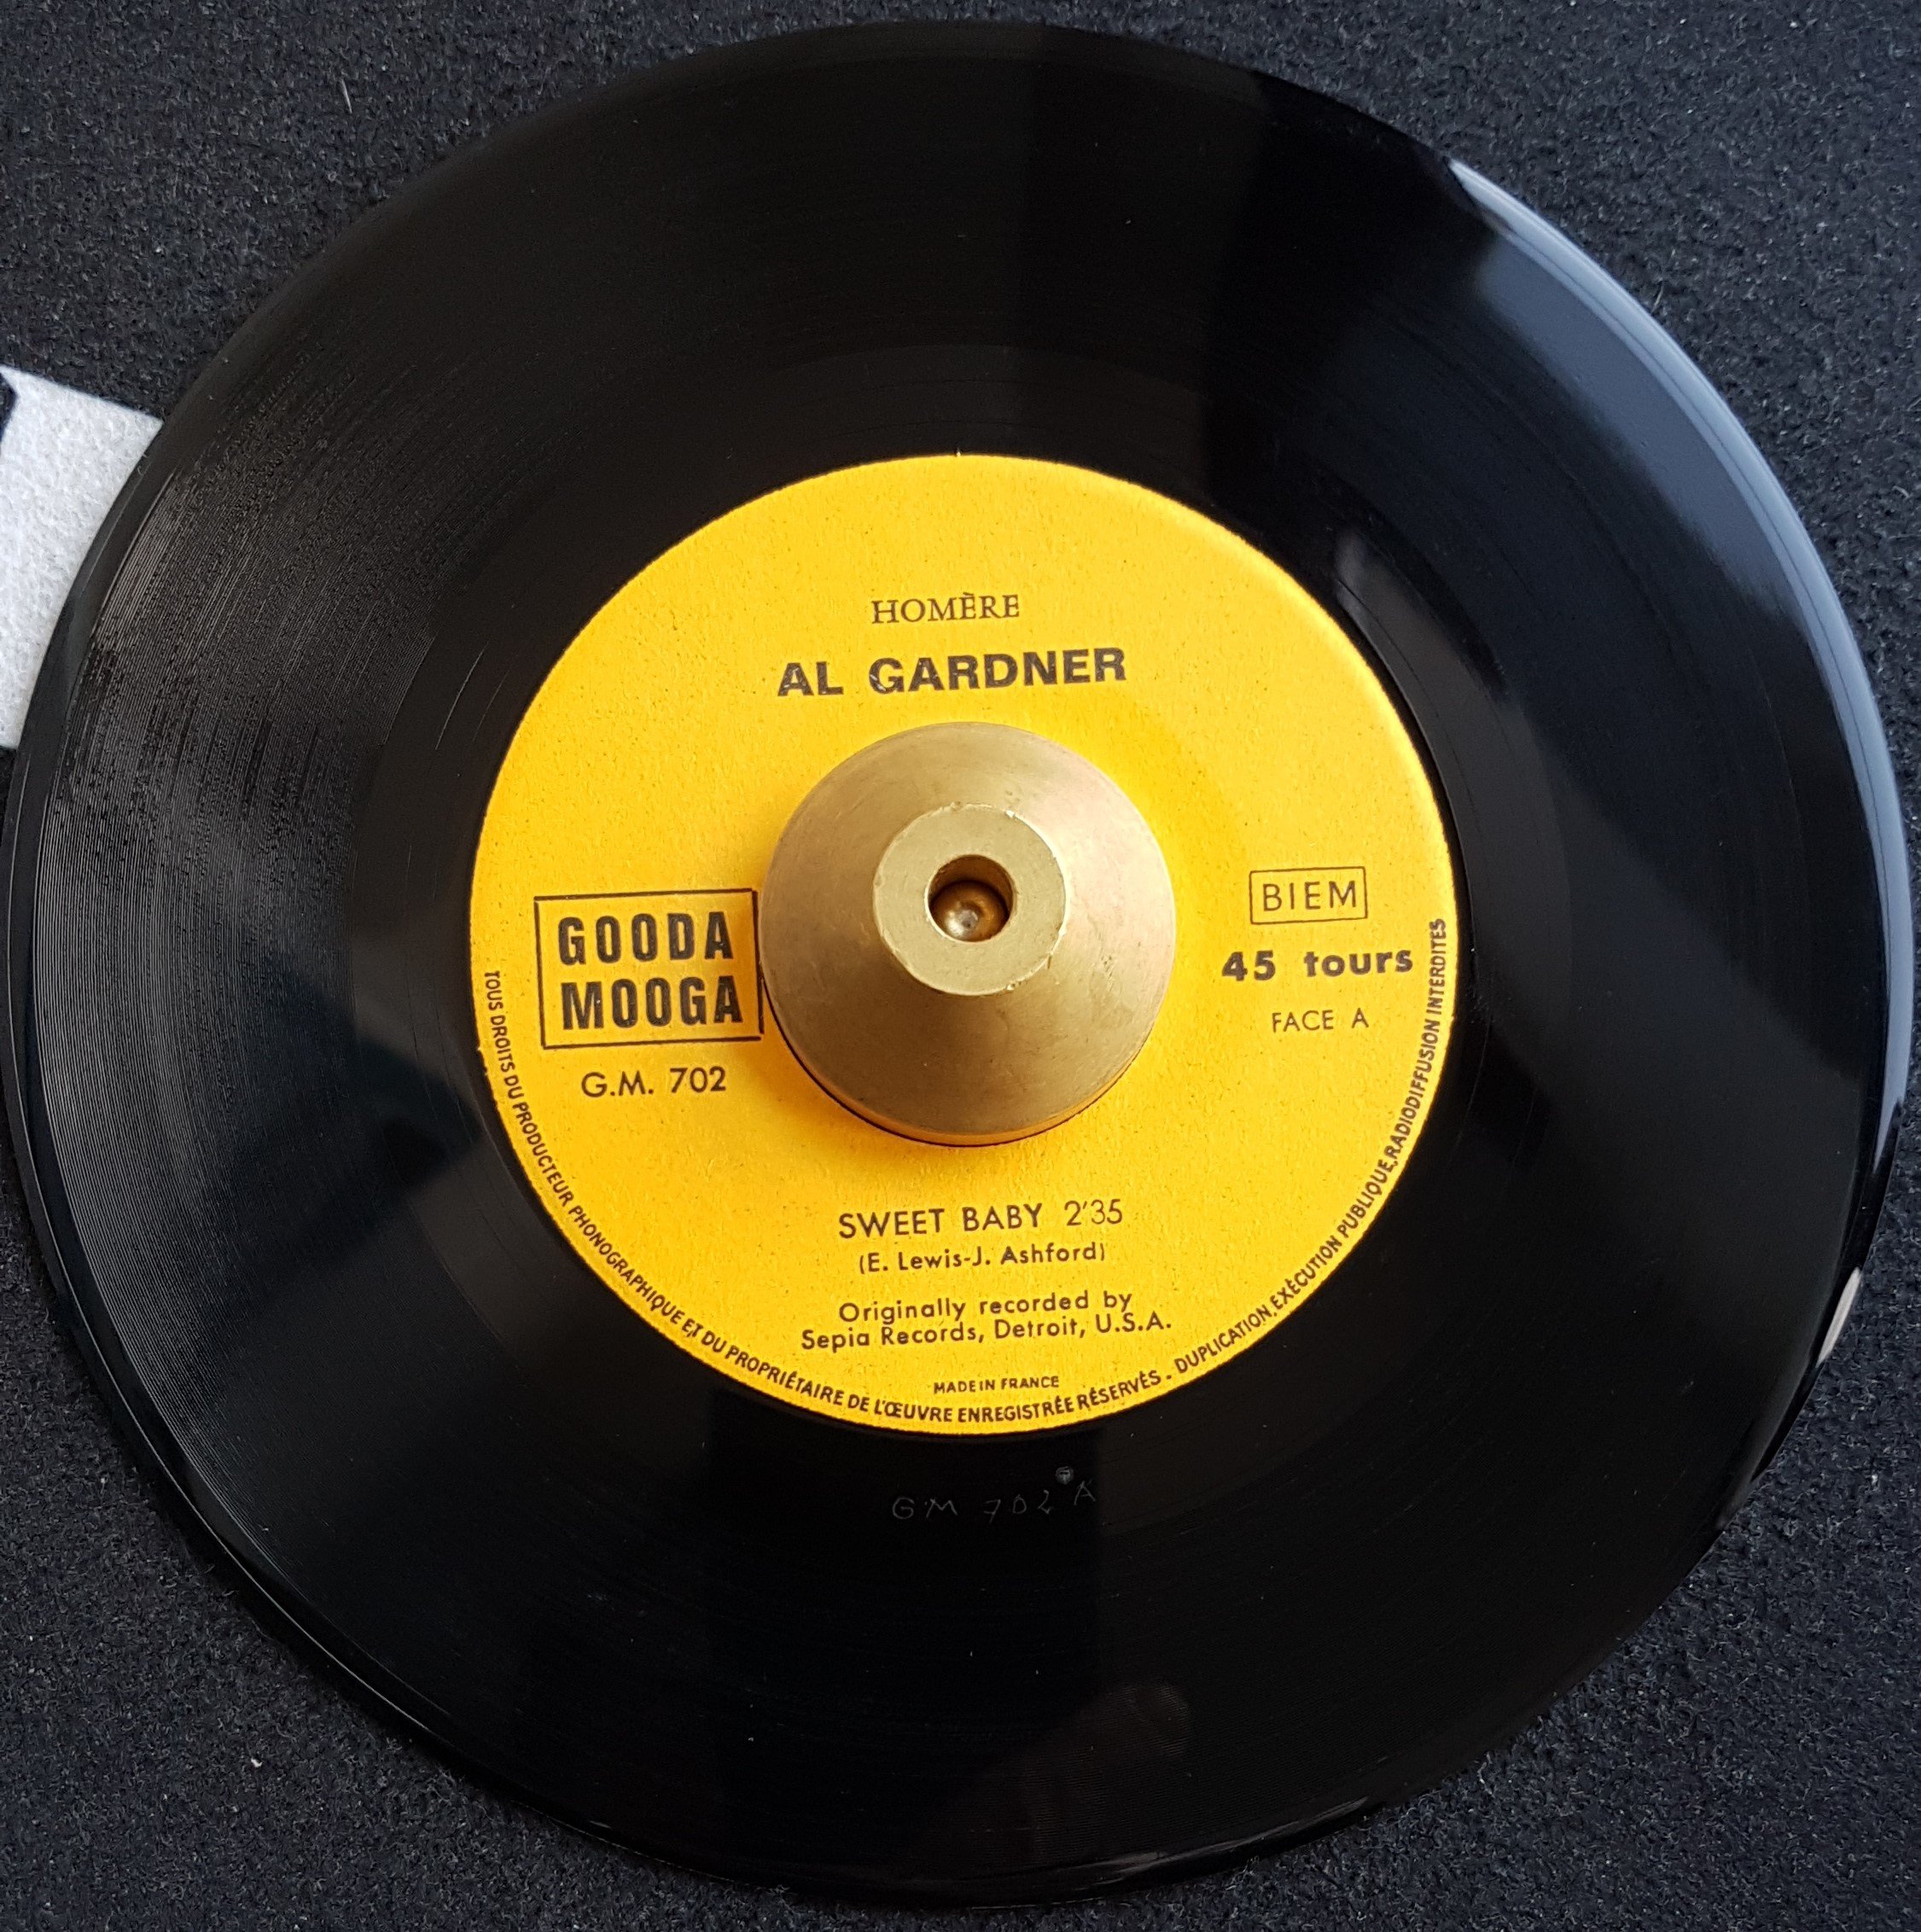 HOMÈRE
AL GARDNER
GOODA
MOOGA
G.M. 702
BIEM
45 tours
FACE A
SWEET BABY 2'35
(E. Lewis-J. Ashford)
Originally recorded by
Sepia Records, Detroit, U.S.A.
MADE IN FRANCE
TOUS DROITS DU PRODUCTEUR PHONOGRAPHIQUE ET DU PROPRIÉTAIRE DE L'ŒUVRE ENREGISTRÉE RÉSERVÉS . DUPLICATION, EXÉCUTION PUBLIQUE, RADIODIFFUSION INTERDITES
GM 702 A